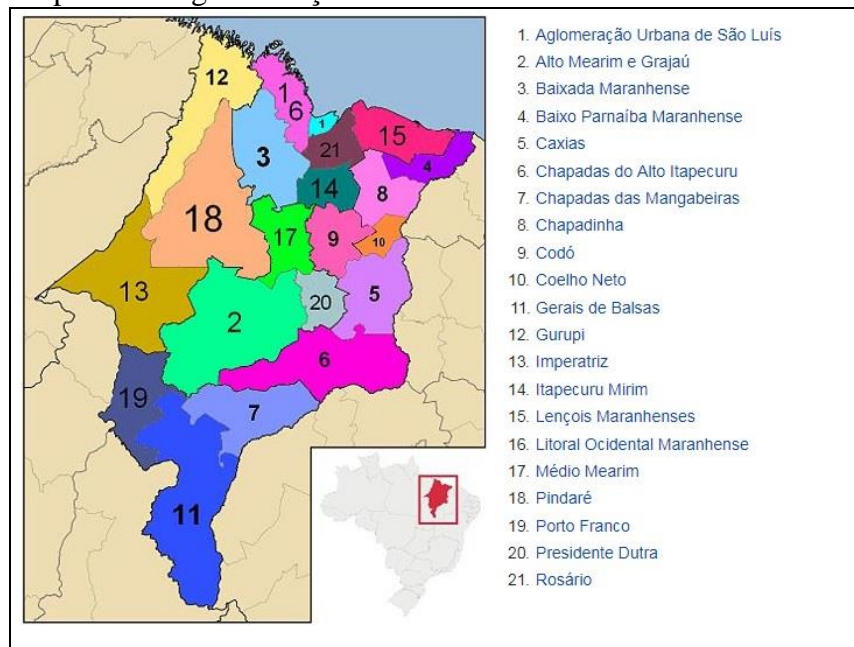 12
1
6
1
15
3
21
4
14
8
18
17
9
10
13
20
5
2
6
19
7
11
1. Aglomeração Urbana de São Luís
2. Alto Mearim e Grajaú
3. Baixada Maranhense
4. Baixo Parnaíba Maranhense
5. Caxias
6. Chapadas do Alto Itapecuru
7. Chapadas das Mangabeiras
8. Chapadinha
9. Codó
10. Coelho Neto
11. Gerais de Balsas
12. Gurupi
13. Imperatriz
14. Itapecuru Mirim
15. Lençois Maranhenses
16. Litoral Ocidental Maranhense
17. Médio Mearim
18. Pindaré
19. Porto Franco
20. Presidente Dutra
21. Rosário